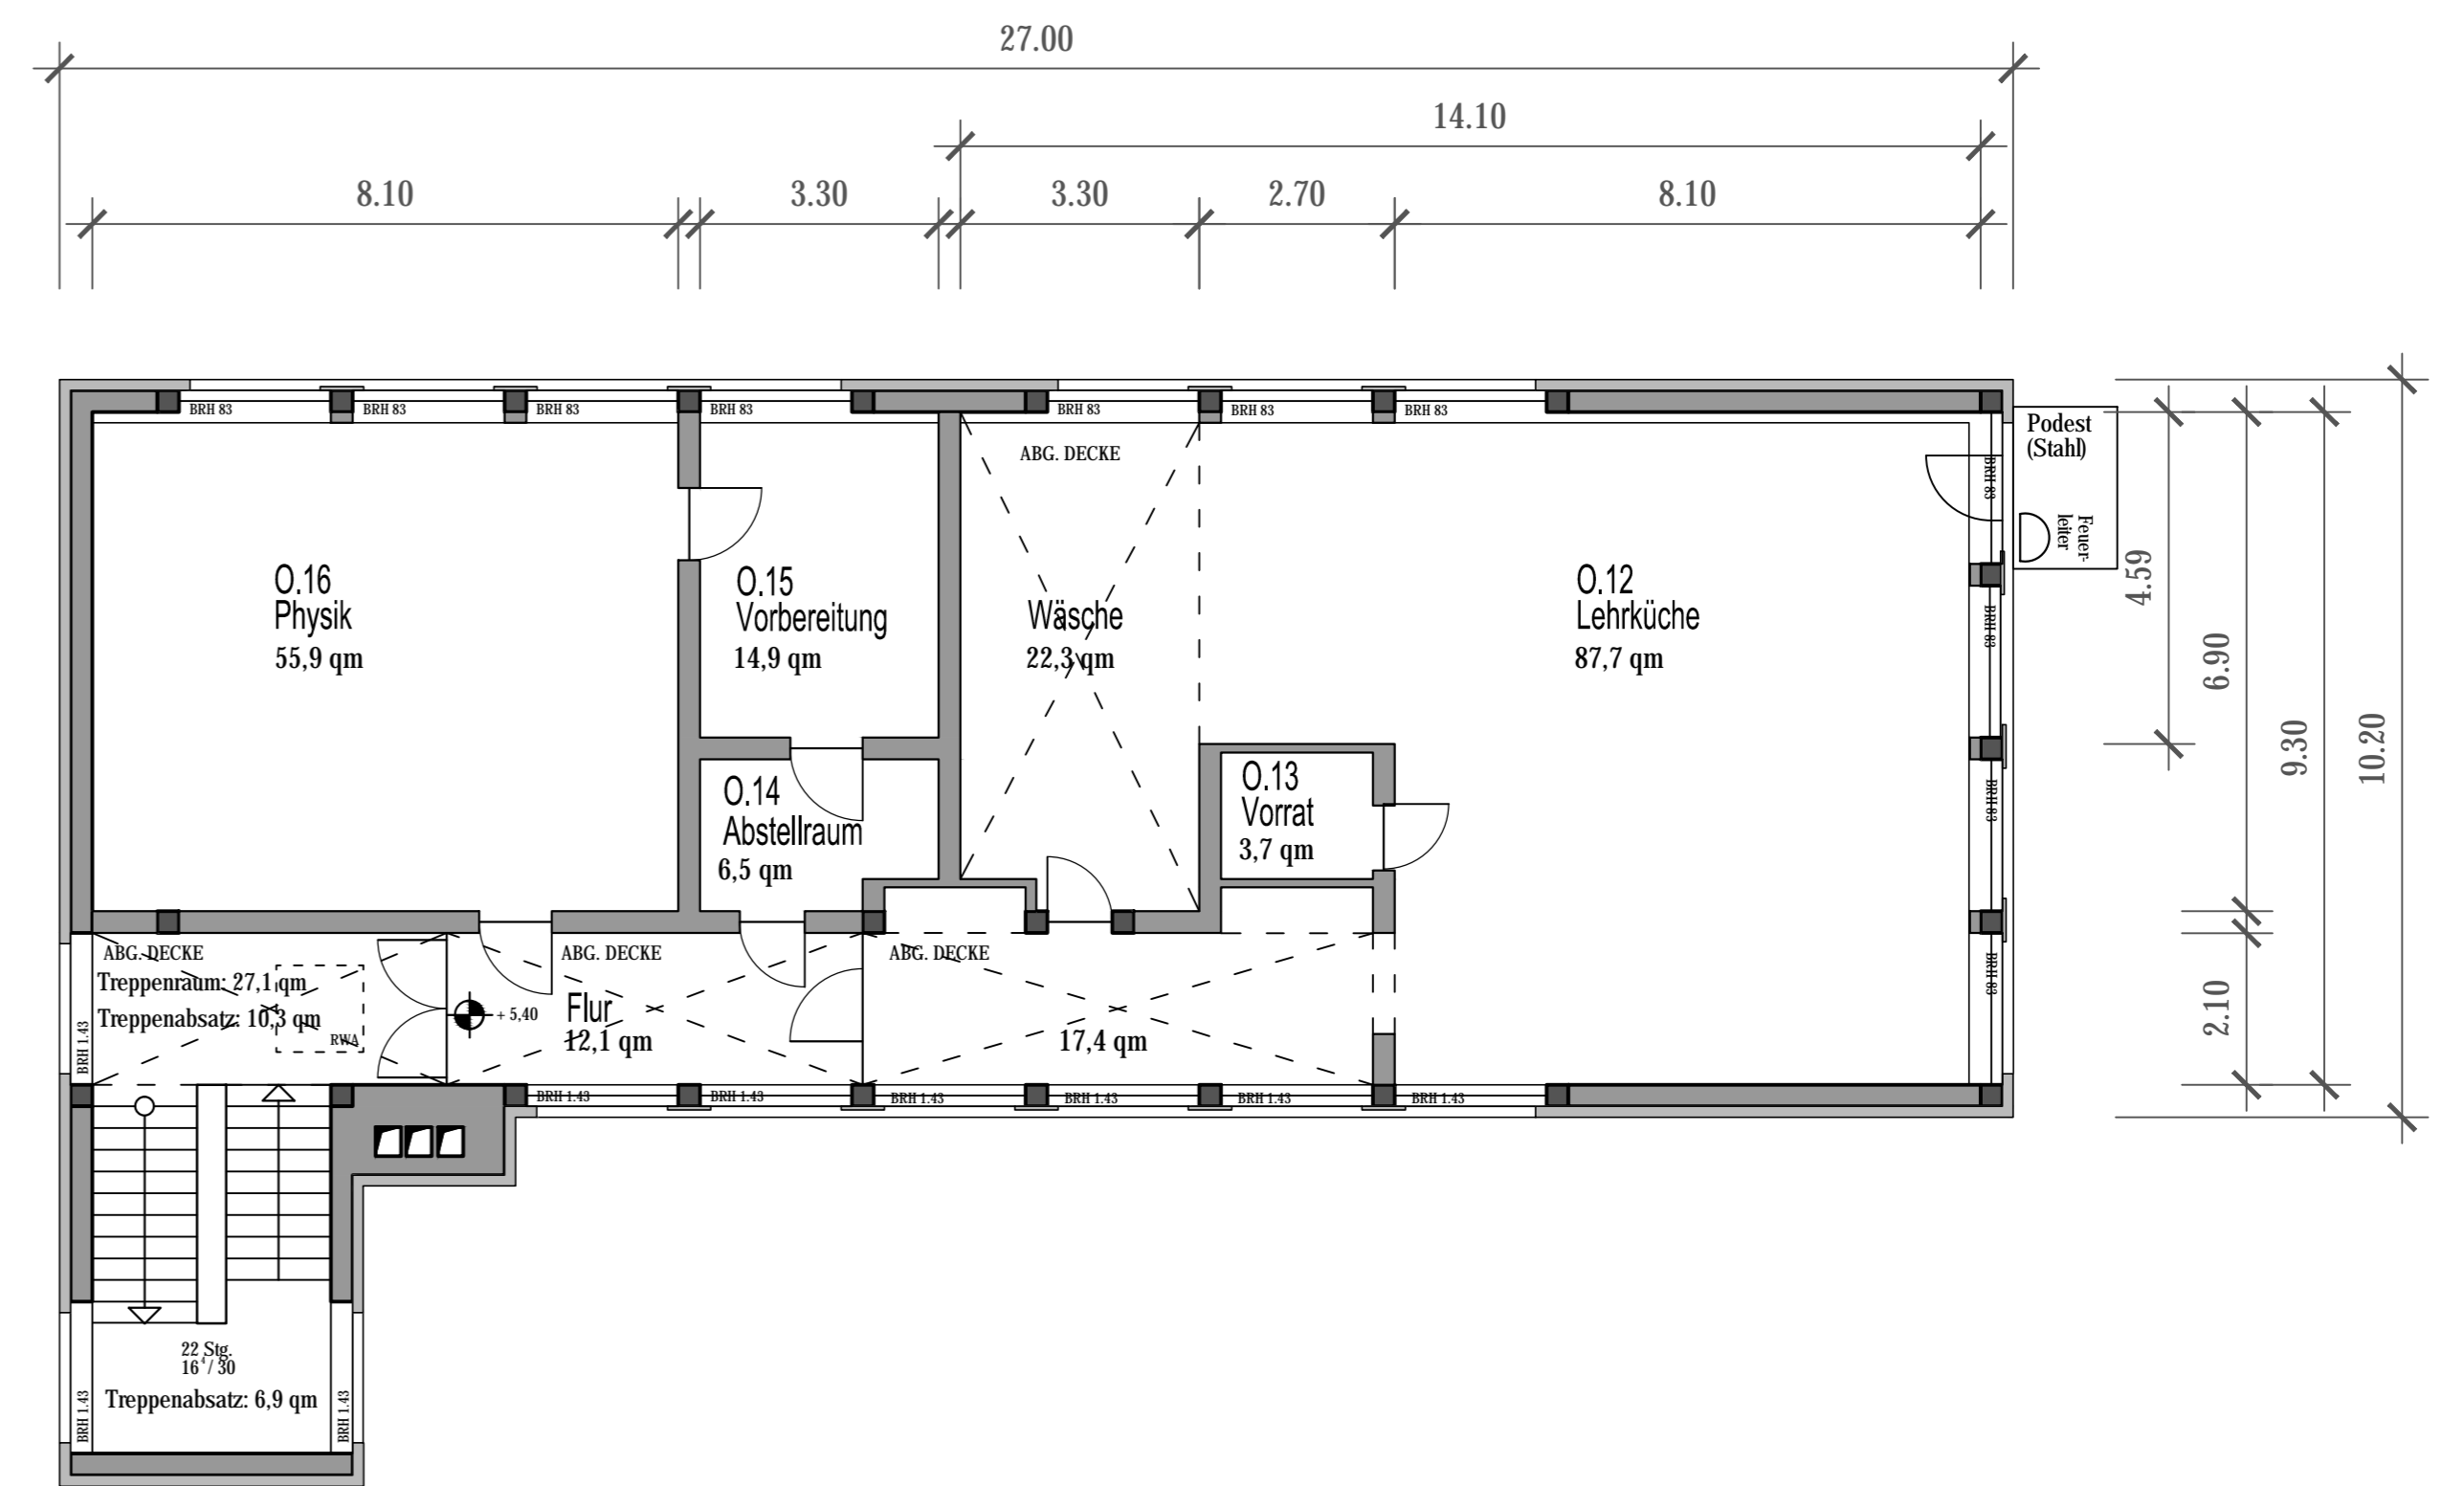 27.00
14.10
8.10
3.30
3.30
2.70
8.10
BRH 83
BRH 83
BRH 83
BRH 83
BRH 83
BRH 83
BRH 83
ABG. DECKE
Podest
(Stahl)
Feuer-
leiter
BRH 83
BRH 83
BRH 83
BRH 83
4.59
6.90
9.30
10.20
2.10
O.16
Physik
55,9 qm
O.15
Vorbereitung
14,9 qm
Wäsche
22,3 qm
O.12
Lehrküche
87,7 qm
O.14
Abstellraum
6,5 qm
O.13
Vorrat
3,7 qm
ABG. DECKE
Treppenraum: 27,1 qm
Treppenabsatz: 10,3 qm
RWA
BRH 1.43
ABG. DECKE
+ 5,40
Flur
12,1 qm
ABG. DECKE
17,4 qm
BRH 1.43
BRH 1.43
BRH 1.43
BRH 1.43
BRH 1.43
BRH 1.43
22 Stg.
16⁴/ 30
Treppenabsatz: 6,9 qm
BRH 1.43
BRH 1.43